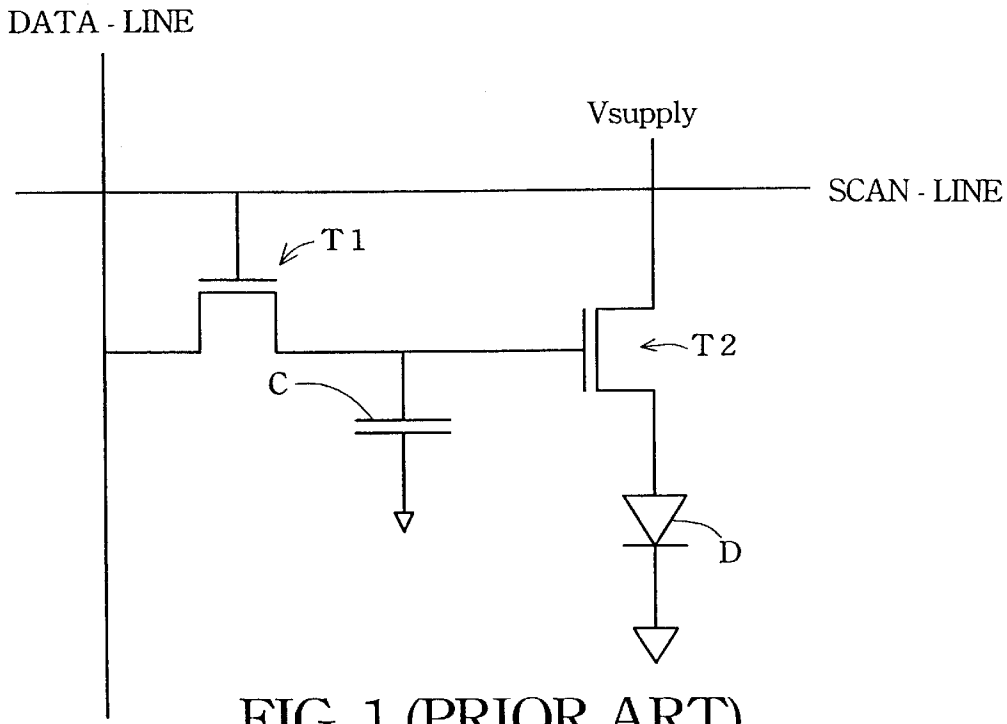 DATA - LINE
Vsupply
SCAN - LINE
T1
T2
C
D
FIG. 1 (PRIOR ART)